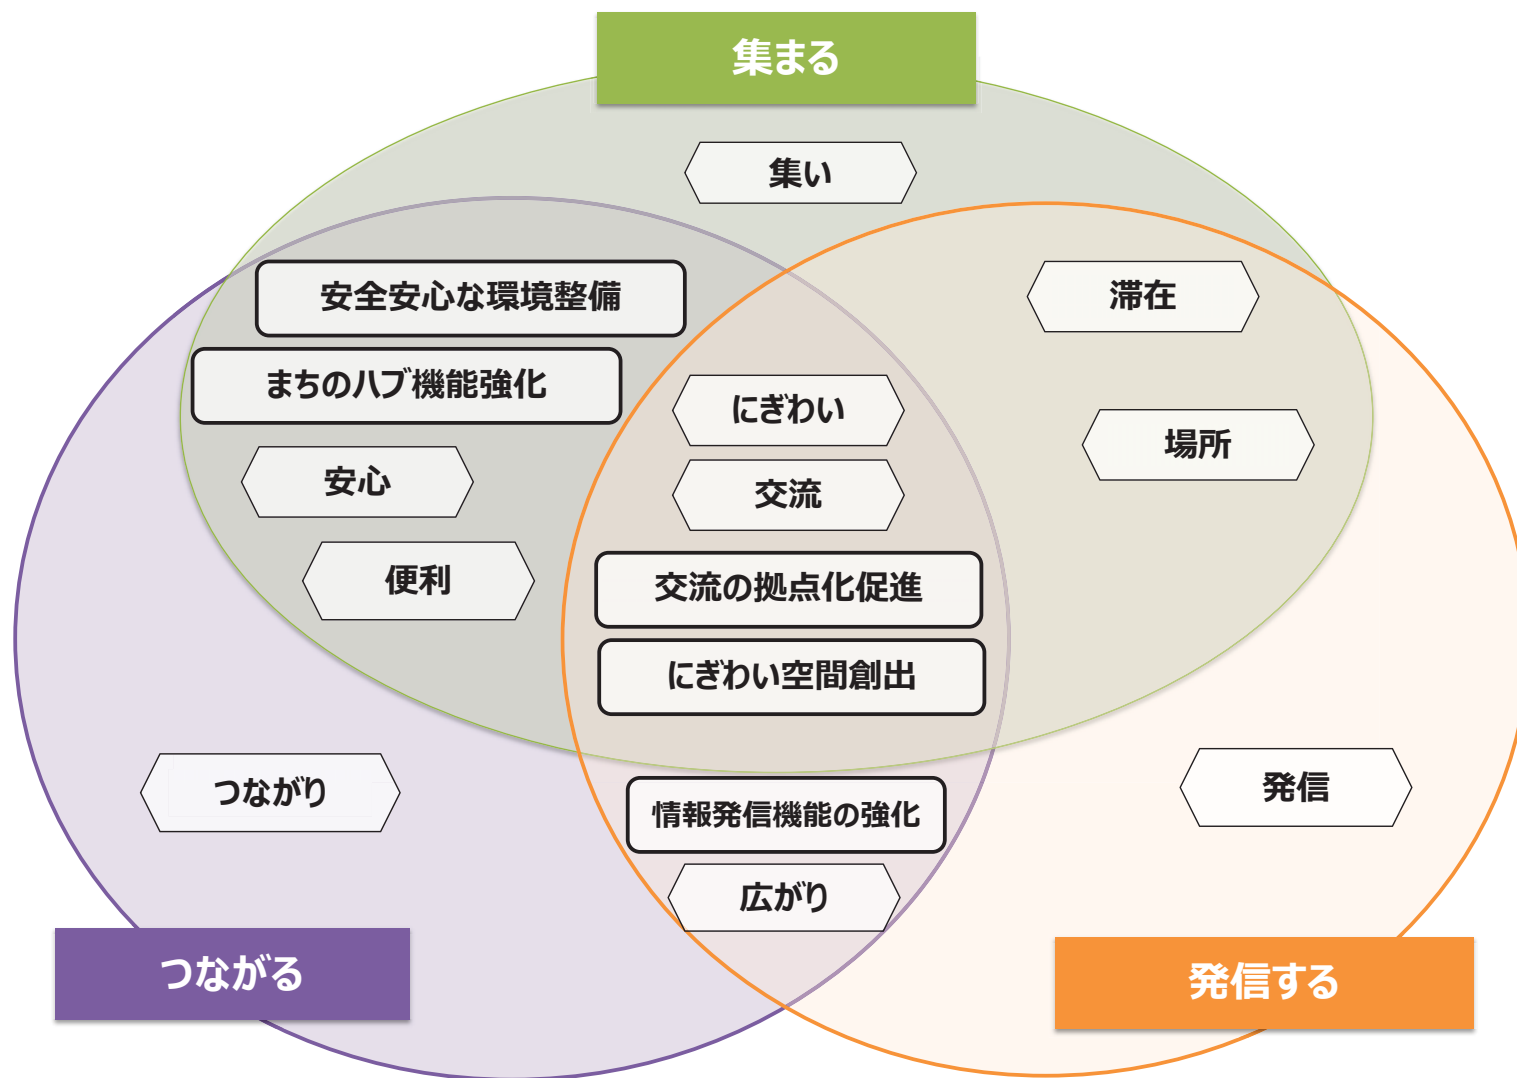 集まる
集い
安全安心な環境整備
滞在
まちのハブ機能強化
にぎわい
場所
安心
交流
便利
交流の拠点化促進
にぎわい空間創出
つながり
情報発信機能の強化
発信
広がり
つながる
発信する